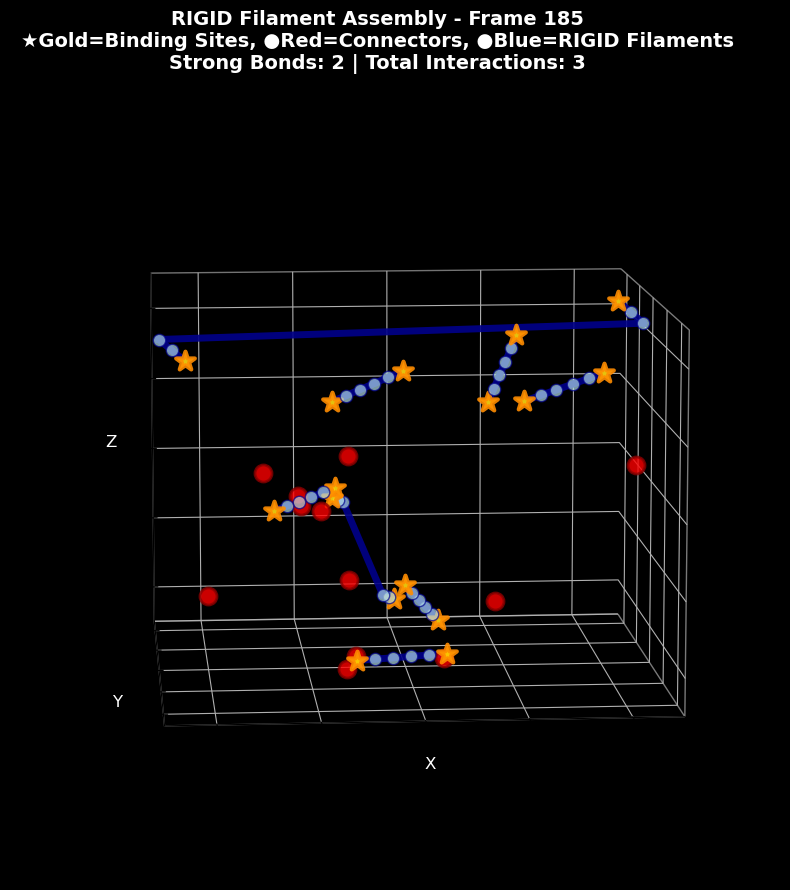 RIGID Filament Assembly - Frame 185
★Gold=Binding Sites, ●Red=Connectors, ●Blue=RIGID Filaments
Strong Bonds: 2 | Total Interactions: 3
Z
Y
X